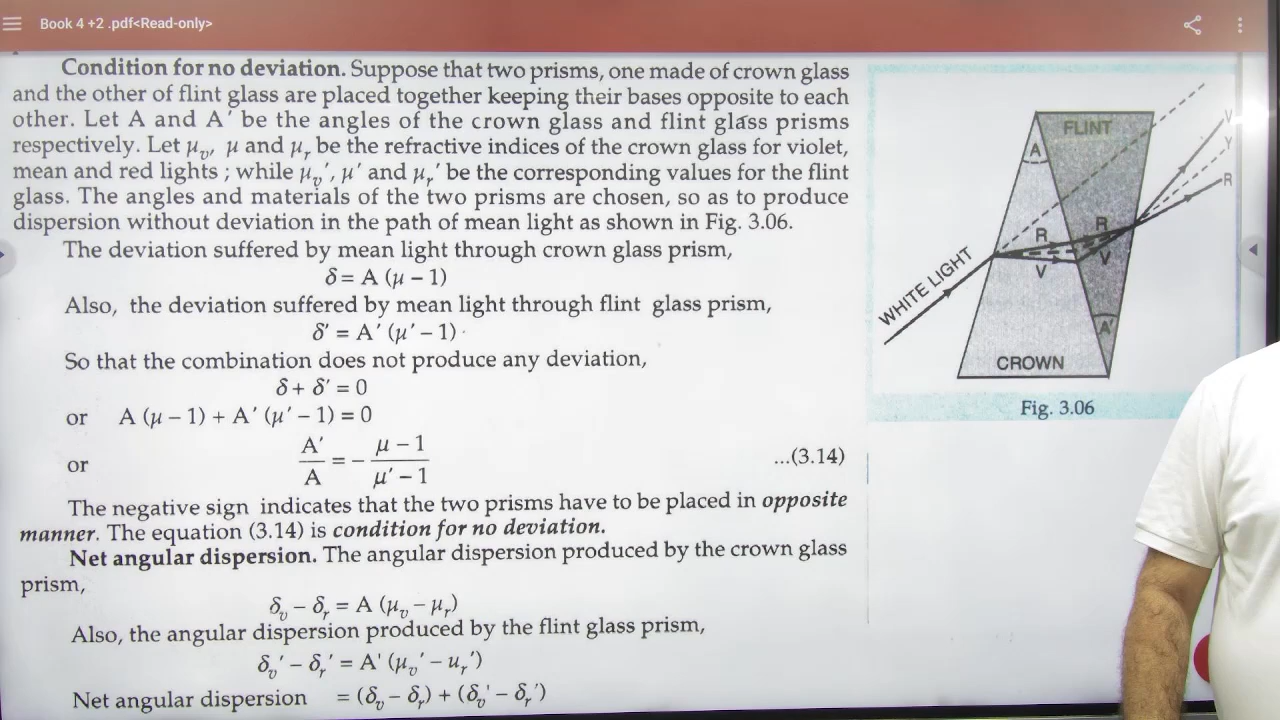 Book 4 +2 .pdf<Read-only>
Condition for no deviation. Suppose that two prisms, one made of crown glass
and the other of flint glass are placed together keeping their bases opposite to each
other. Let A and A′ be the angles of the crown glass and flint glass prisms
respectively. Let μᵥ, μ and μᵣ be the refractive indices of the crown glass for violet,
mean and red lights ; while μᵥ′, μ′ and μᵣ′ be the corresponding values for the flint
glass. The angles and materials of the two prisms are chosen, so as to produce
dispersion without deviation in the path of mean light as shown in Fig. 3.06.
The deviation suffered by mean light through crown glass prism,
δ = A (μ − 1)
Also, the deviation suffered by mean light through flint glass prism,
δ′ = A′ (μ′ − 1)
So that the combination does not produce any deviation,
δ + δ′ = 0
or A (μ − 1) + A′ (μ′ − 1) = 0
or A′/A = − (μ − 1)/(μ′ − 1) ...(3.14)
The negative sign indicates that the two prisms have to be placed in opposite
manner. The equation (3.14) is condition for no deviation.
Net angular dispersion. The angular dispersion produced by the crown glass
prism,
δᵥ − δᵣ = A (μᵥ − μᵣ)
Also, the angular dispersion produced by the flint glass prism,
δᵥ′ − δᵣ′ = A' (μᵥ′ − uᵣ′)
Net angular dispersion = (δᵥ − δᵣ) + (δᵥ' − δᵣ′)
FLINT
A
V
Y
R
R
R
V
V
WHITE LIGHT
A′
CROWN
Fig. 3.06